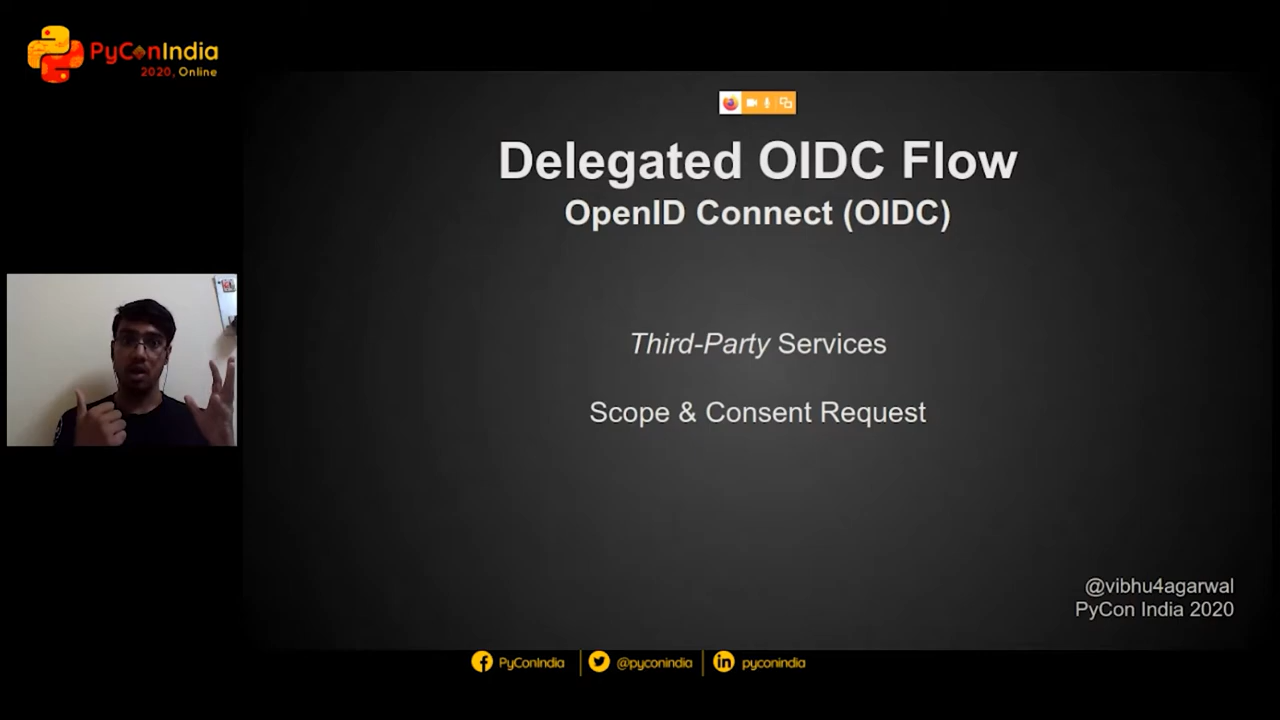 PyConIndia
2020, Online
Delegated OIDC Flow
OpenID Connect (OIDC)
Third-Party Services
Scope & Consent Request
@vibhu4agarwal
PyCon India 2020
PyConIndia
@pyconindia
pyconindia